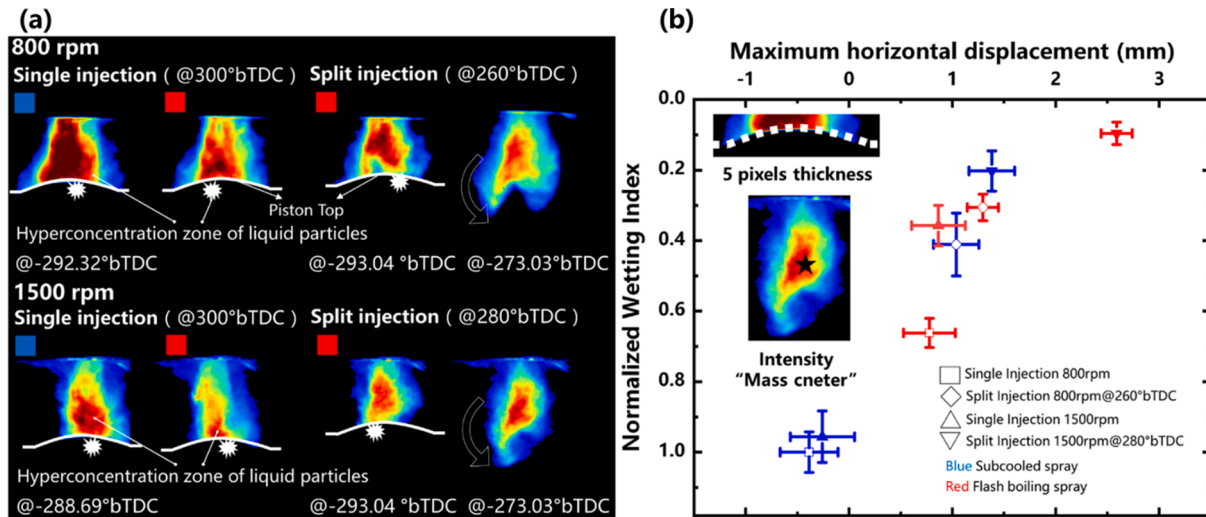 (a)
800 rpm
Single injection ( @300°bTDC )
Split injection ( @260°bTDC )
Piston Top
Hyperconcentration zone of liquid particles
@-292.32°bTDC
@-293.04 °bTDC
@-273.03°bTDC
1500 rpm
Single injection ( @300°bTDC )
Split injection ( @280°bTDC )
Hyperconcentration zone of liquid particles
@-288.69°bTDC
@-293.04 °bTDC
@-273.03°bTDC
(b)
Maximum horizontal displacement (mm)
-1 0 1 2 3
Normalized Wetting Index
0.0
0.2
0.4
0.6
0.8
1.0
5 pixels thickness
Intensity
“Mass cneter”
Single Injection 800rpm
Split Injection 800rpm@260°bTDC
Single Injection 1500rpm
Split Injection 1500rpm@280°bTDC
Blue Subcooled spray
Red Flash boiling spray